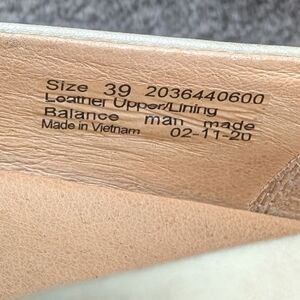 Size 39 2036440600
Leather Upper/Lining
Balance man made
Made in Vietnam 02-11-20